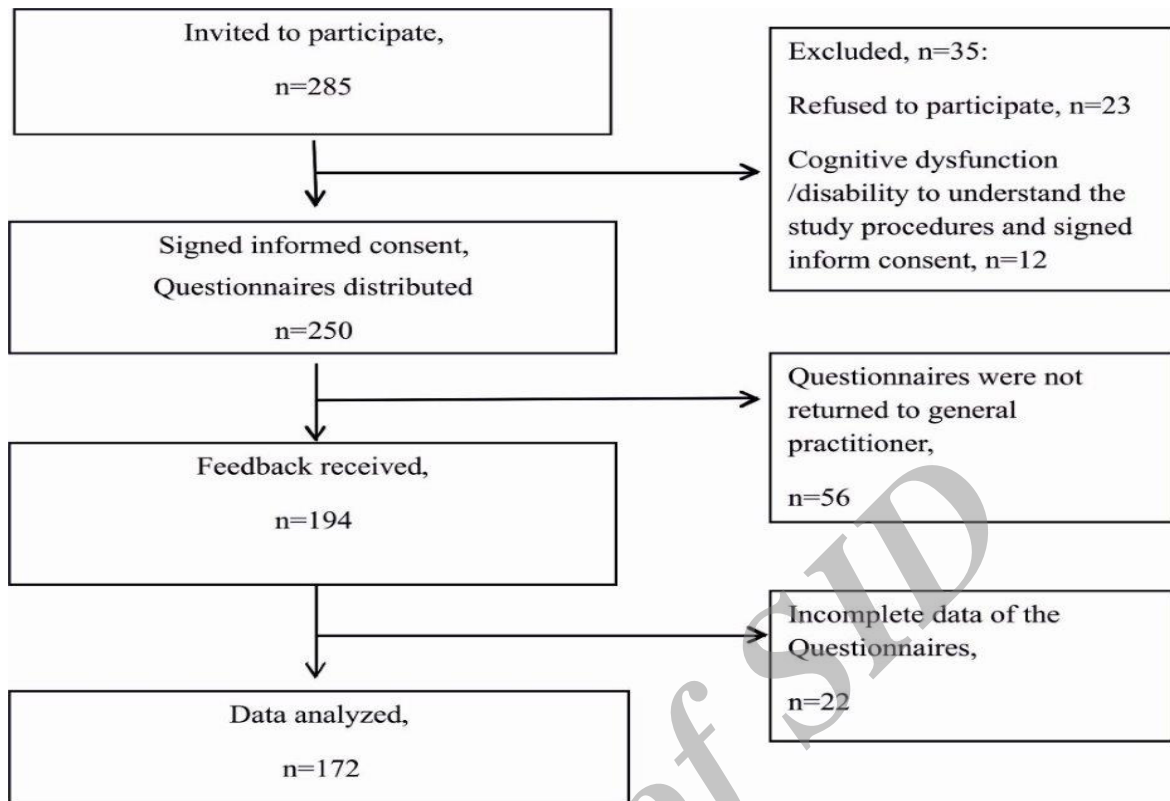 Invited to participate,
n=285
Excluded, n=35:
Refused to participate, n=23
Cognitive dysfunction
/disability to understand the
study procedures and signed
inform consent, n=12
Signed informed consent,
Questionnaires distributed
n=250
Questionnaires were not
returned to general
practitioner,
n=56
Feedback received,
n=194
Incomplete data of the
Questionnaires,
n=22
Data analyzed,
n=172
of SID